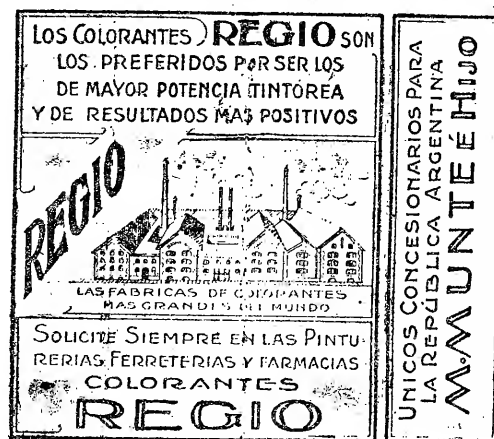 LOS COLORANTES REGIO SON
LOS PREFERIDOS POR SER LOS
DE MAYOR POTENCIA TINTOREA
Y DE RESULTADOS MAS POSITIVOS
REGIO
LAS FABRICAS DE COLORANTES
MAS GRANDES DEL MUNDO
SOLICITE SIEMPRE EN LAS PINTU-
RERIAS, FERRETERIAS Y FARMACIAS
COLORANTES
REGIO
UNICOS CONCESIONARIOS PARA
LA REPÚBLICA ARGENTINA
M. MUNTÉ É HIJO